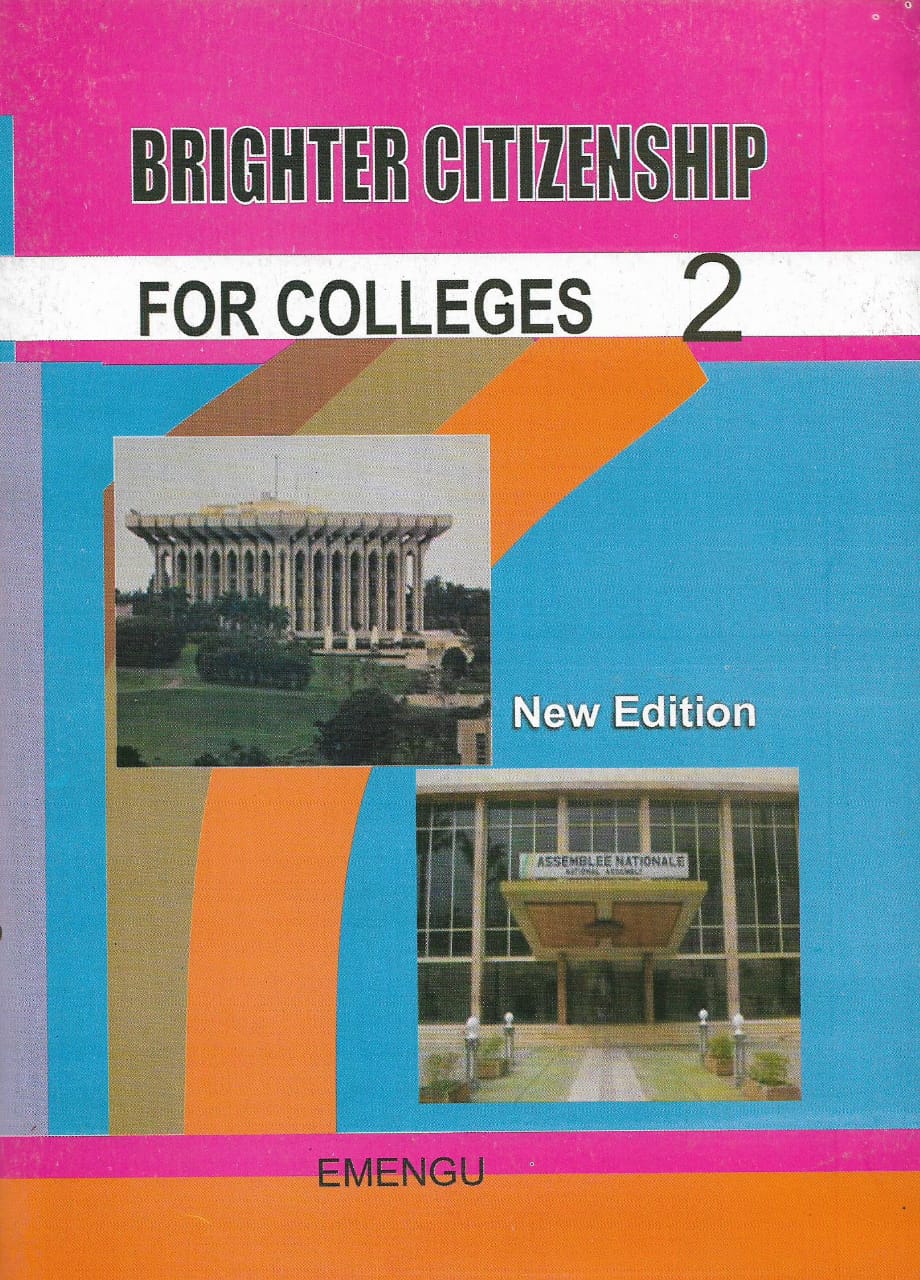 BRIGHTER CITIZENSHIP
FOR COLLEGES 2
New Edition
ASSEMBLEE NATIONALE
NATIONAL ASSEMBLY
EMENGU